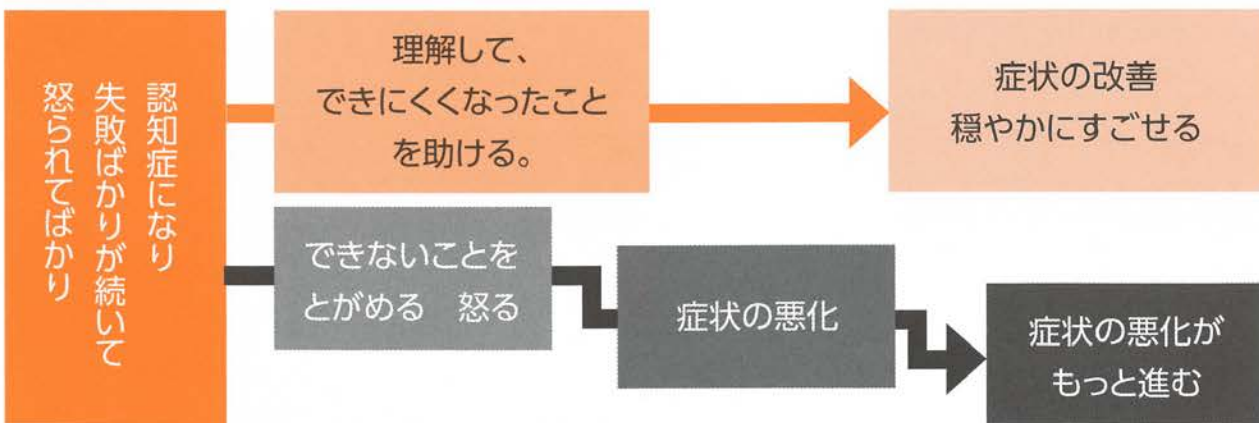 認知症になり
失敗ばかりが続いて
怒られてばかり
理解して、
できにくくなったこと
を助ける。
症状の改善
穏やかにすごせる
できないことを
とがめる　怒る
症状の悪化
症状の悪化が
もっと進む